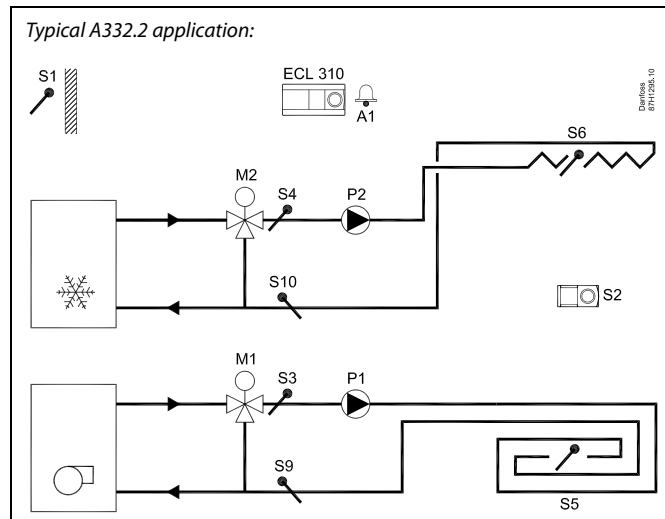 Typical A332.2 application:
S1
ECL 310
A1
Danfoss
87H1295.10
S6
M2
S4
P2
S10
S2
M1
S3
P1
S9
S5